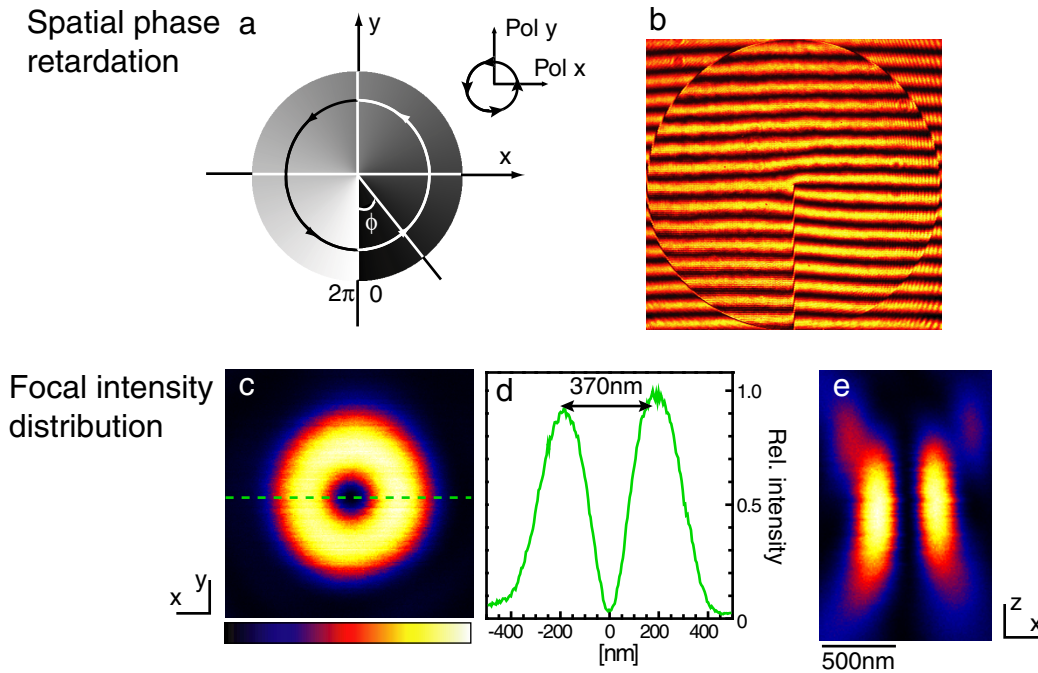 Spatial phase a
retardation
y
x
ϕ
2π 0
Pol y
Pol x
b
Focal intensity
distribution
c
y
x
d
370nm
1.0
0.5
0
Rel. intensity
-400 -200 0 200 400
[nm]
e
z
x
500nm